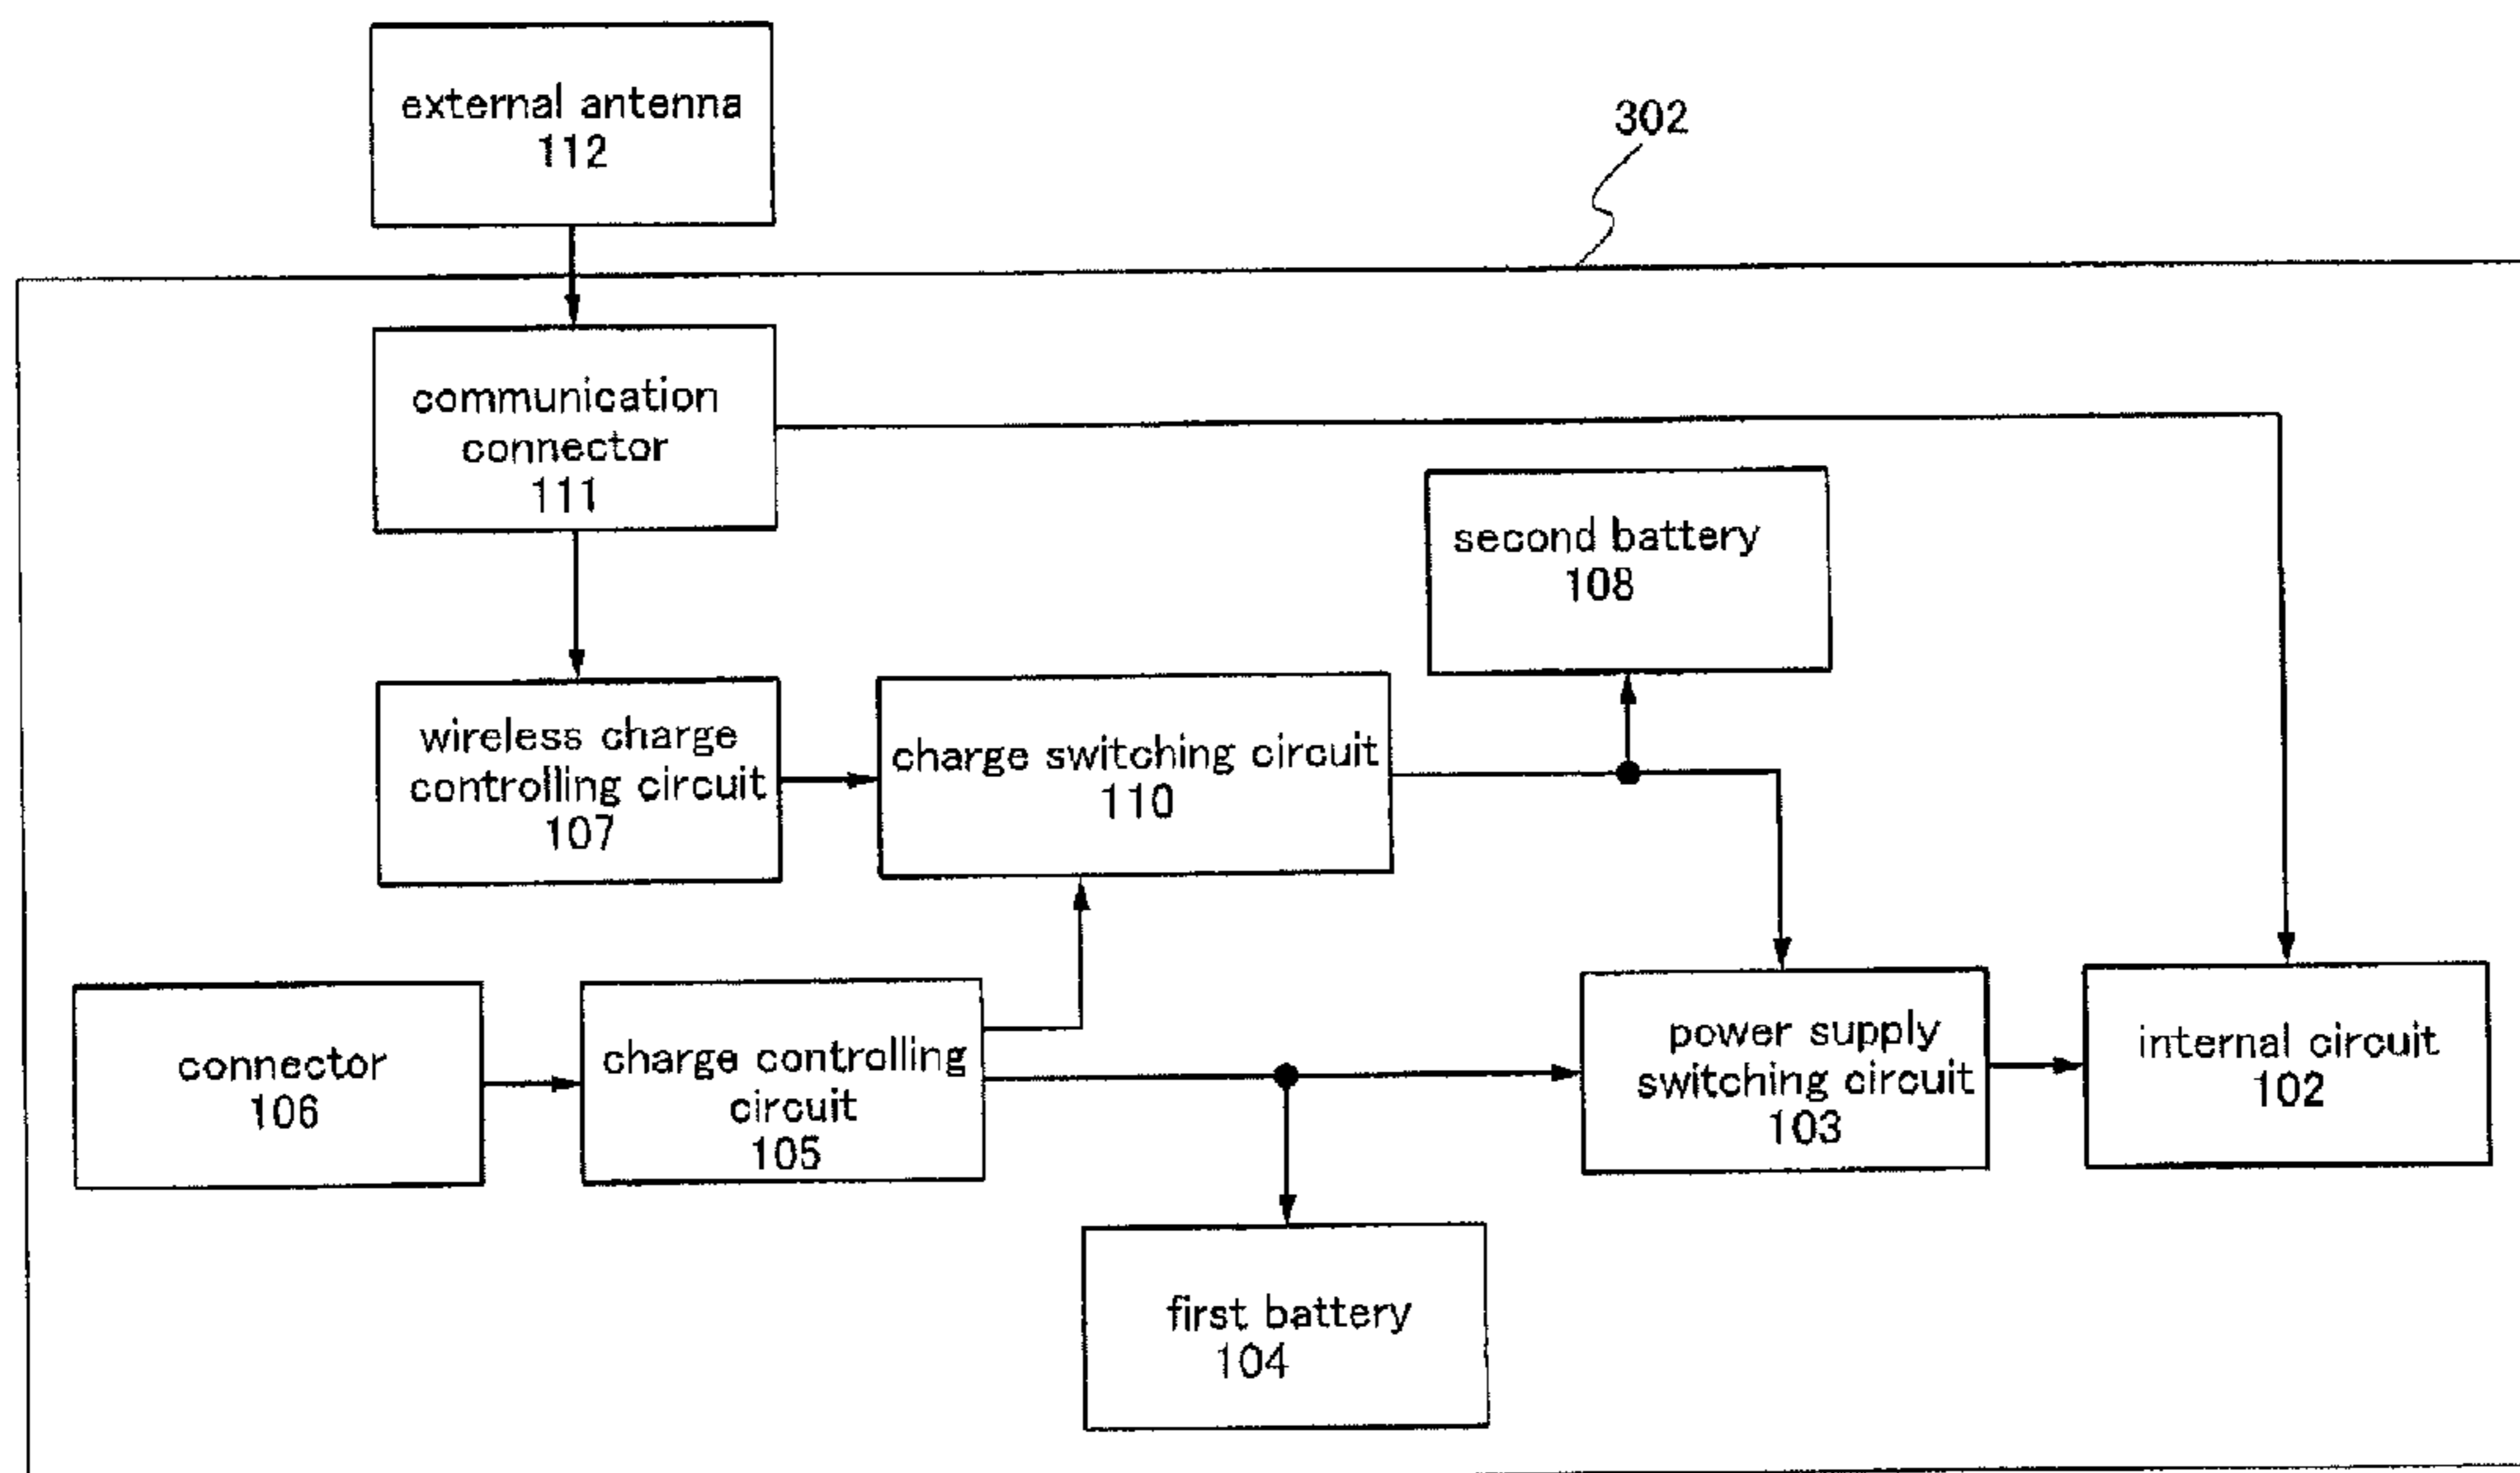 external antenna
112
302
communication
connector
111
second battery
108
wireless charge
controlling circuit
107
charge switching circuit
110
connector
106
charge controlling
circuit
105
power supply
switching circuit
103
internal circuit
102
first battery
104